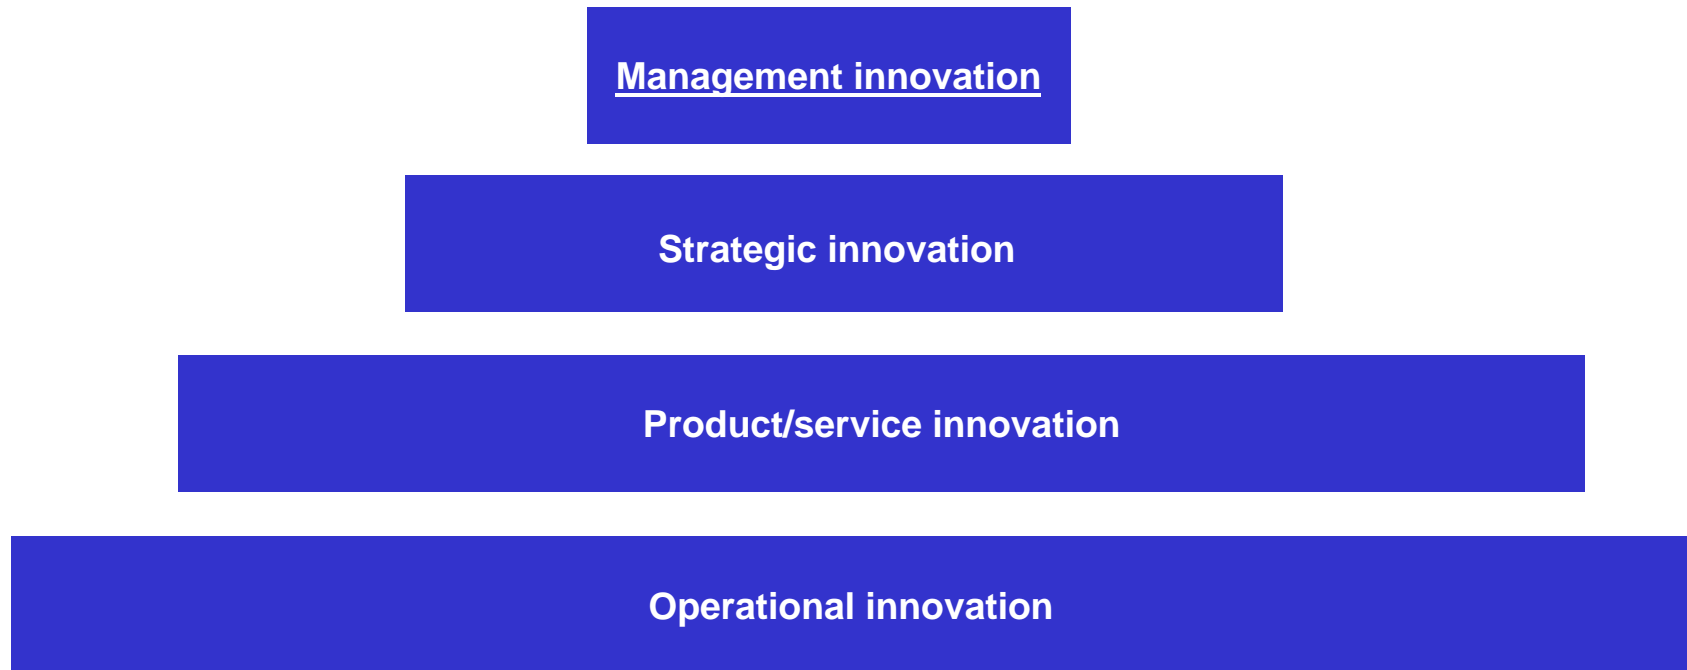 Management innovation
Strategic innovation
Product/service innovation
Operational innovation